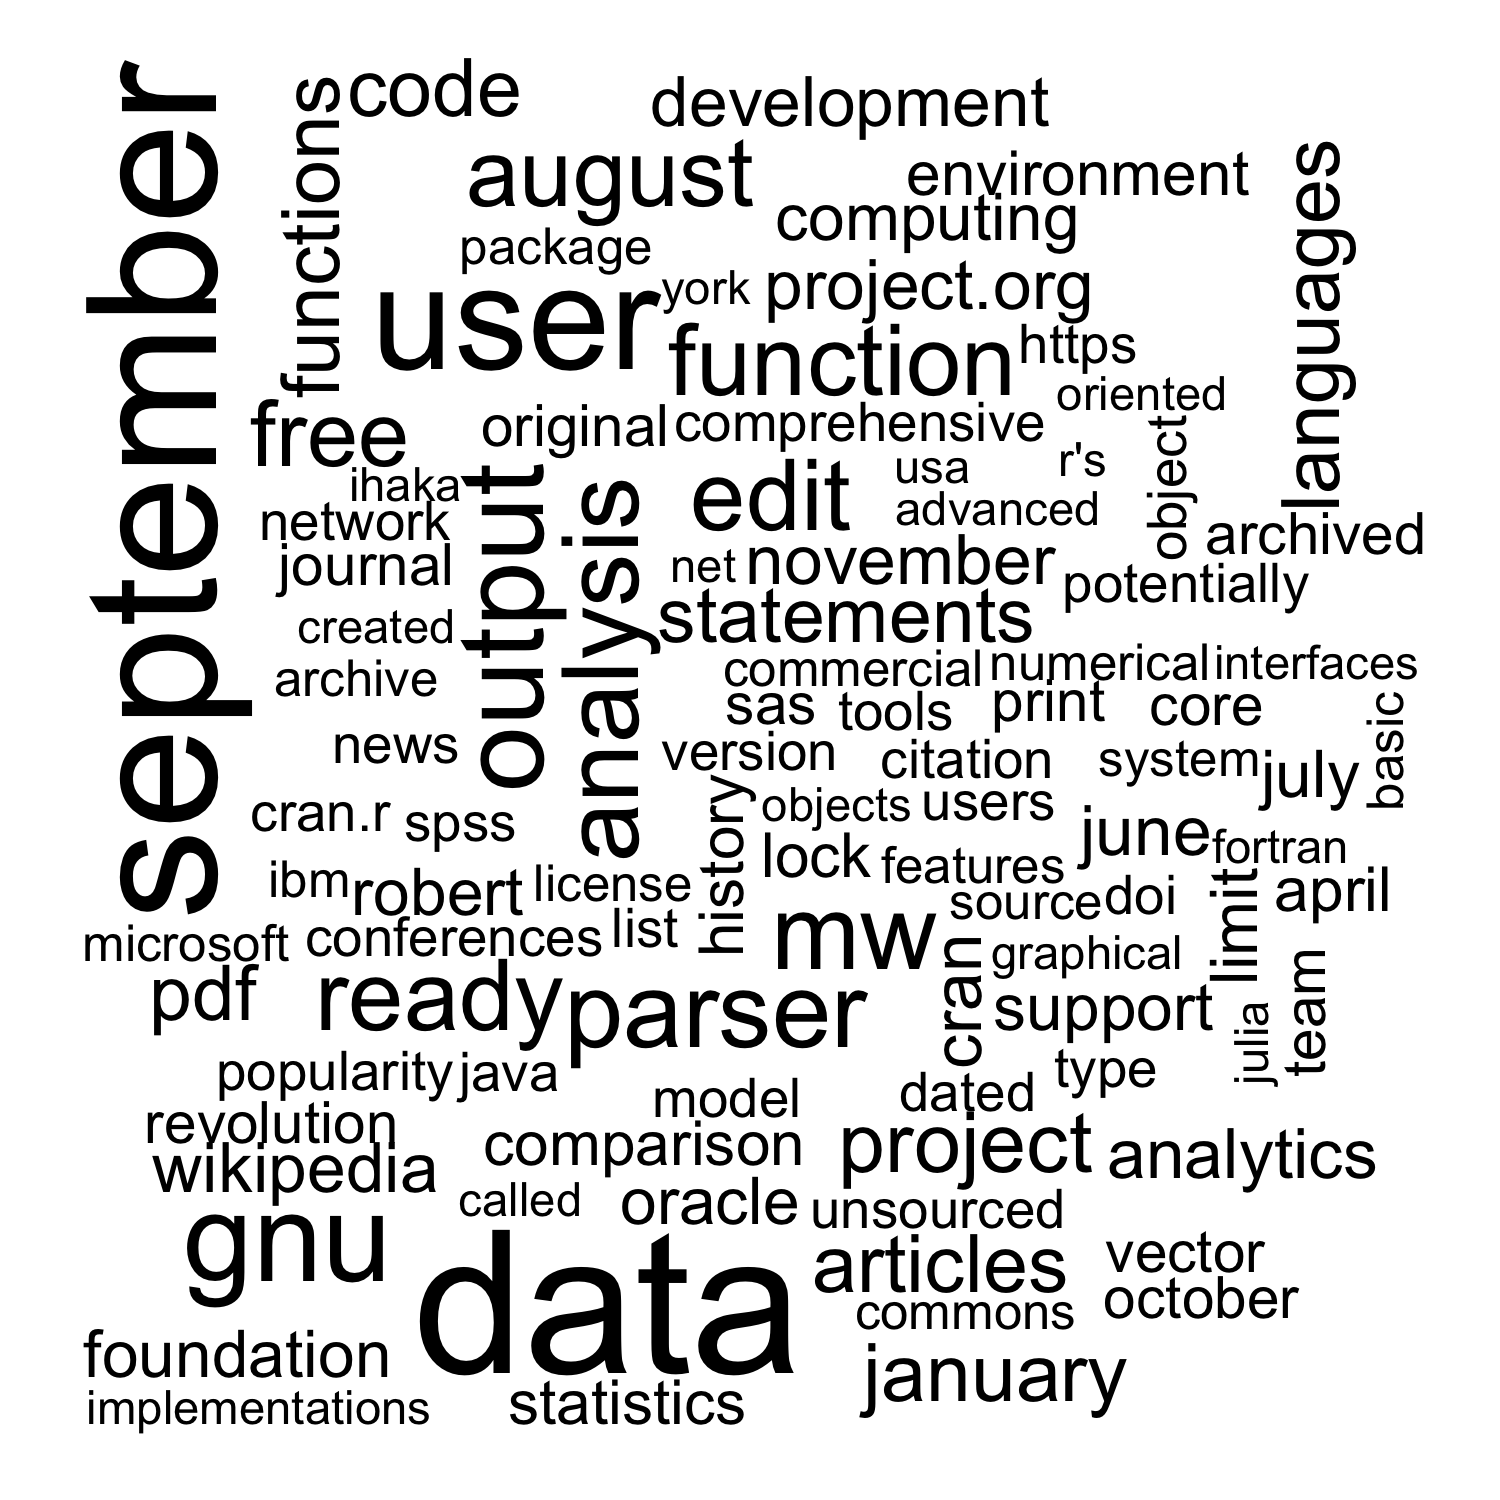 september
functions
code
development
august
environment
languages
computing
package
user
york
project.org
function
https
oriented
free
original
comprehensive
object
ihaka
output
analysis
edit
usa
r's
advanced
network
archived
journal
net
november
potentially
created
statements
archive
commercial
numerical
interfaces
sas
tools
print
core
basic
news
version
citation
system
july
cran.r
spss
history
objects
users
june
fortran
lock
features
ibm
robert
license
source
doi
limit
april
microsoft
conferences
list
mw
cran
graphical
team
pdf
ready
parser
support
julia
popularity
java
model
dated
type
revolution
wikipedia
comparison
project
analytics
called
oracle
unsourced
gnu
data
articles
vector
commons
october
foundation
january
implementations
statistics